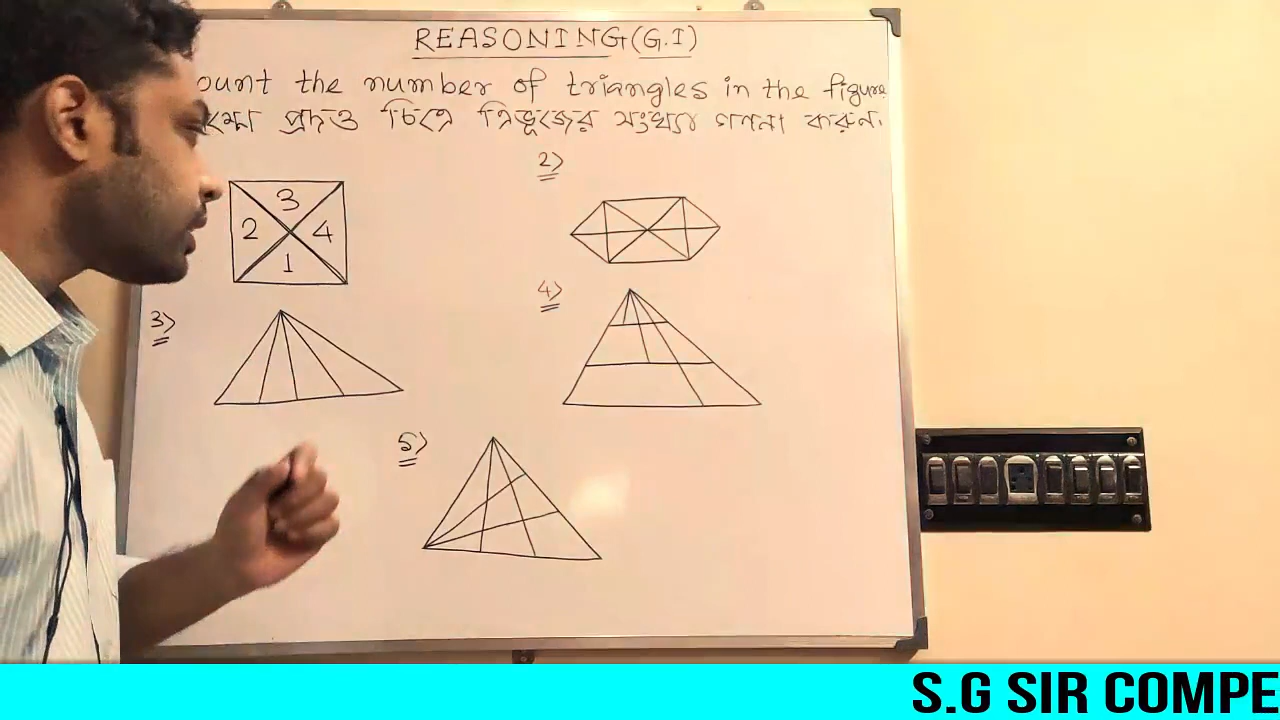 REASONING (G.I)
ount the number of triangles in the figure
প্রদত্ত চিত্রে ত্রিভূজের সংখ্যা গণনা করুন।
2>
3
2 4
1
3>
4>
5>
S.G SIR COMPE